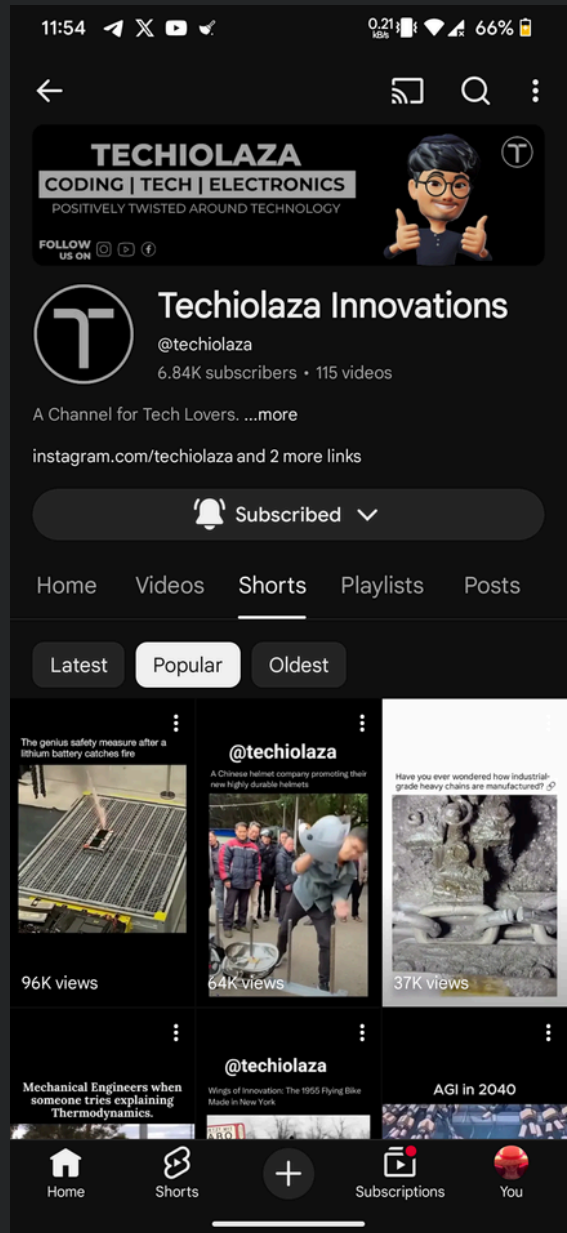 11:54
0.21
kB/s
66%
TECHIOLAZA
CODING | TECH | ELECTRONICS
POSITIVELY TWISTED AROUND TECHNOLOGY
FOLLOW
US ON
Techiolaza Innovations
@techiolaza
6.84K subscribers • 115 videos
A Channel for Tech Lovers. ...more
instagram.com/techiolaza and 2 more links
Subscribed
Home Videos Shorts Playlists Posts
Latest Popular Oldest
The genius safety measure after a
lithium battery catches fire
96K views
@techiolaza
A Chinese helmet company promoting their
new highly durable helmets
64K views
Have you ever wondered how industrial-
grade heavy chains are manufactured?
37K views
Mechanical Engineers when
someone tries explaining
Thermodynamics.
@techiolaza
Wings of Innovation: The 1955 Flying Bike
Made in New York
AGI in 2040
Home Shorts Subscriptions You